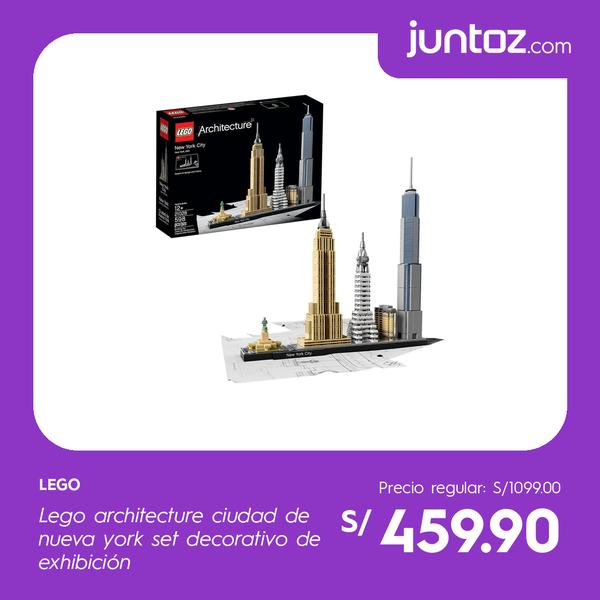 juntoz.com
LEGO
Architecture
New York City
12+
21028
598
New York City
LEGO
Precio regular: S/1099.00
Lego architecture ciudad de
nueva york set decorativo de
exhibición
S/ 459.90